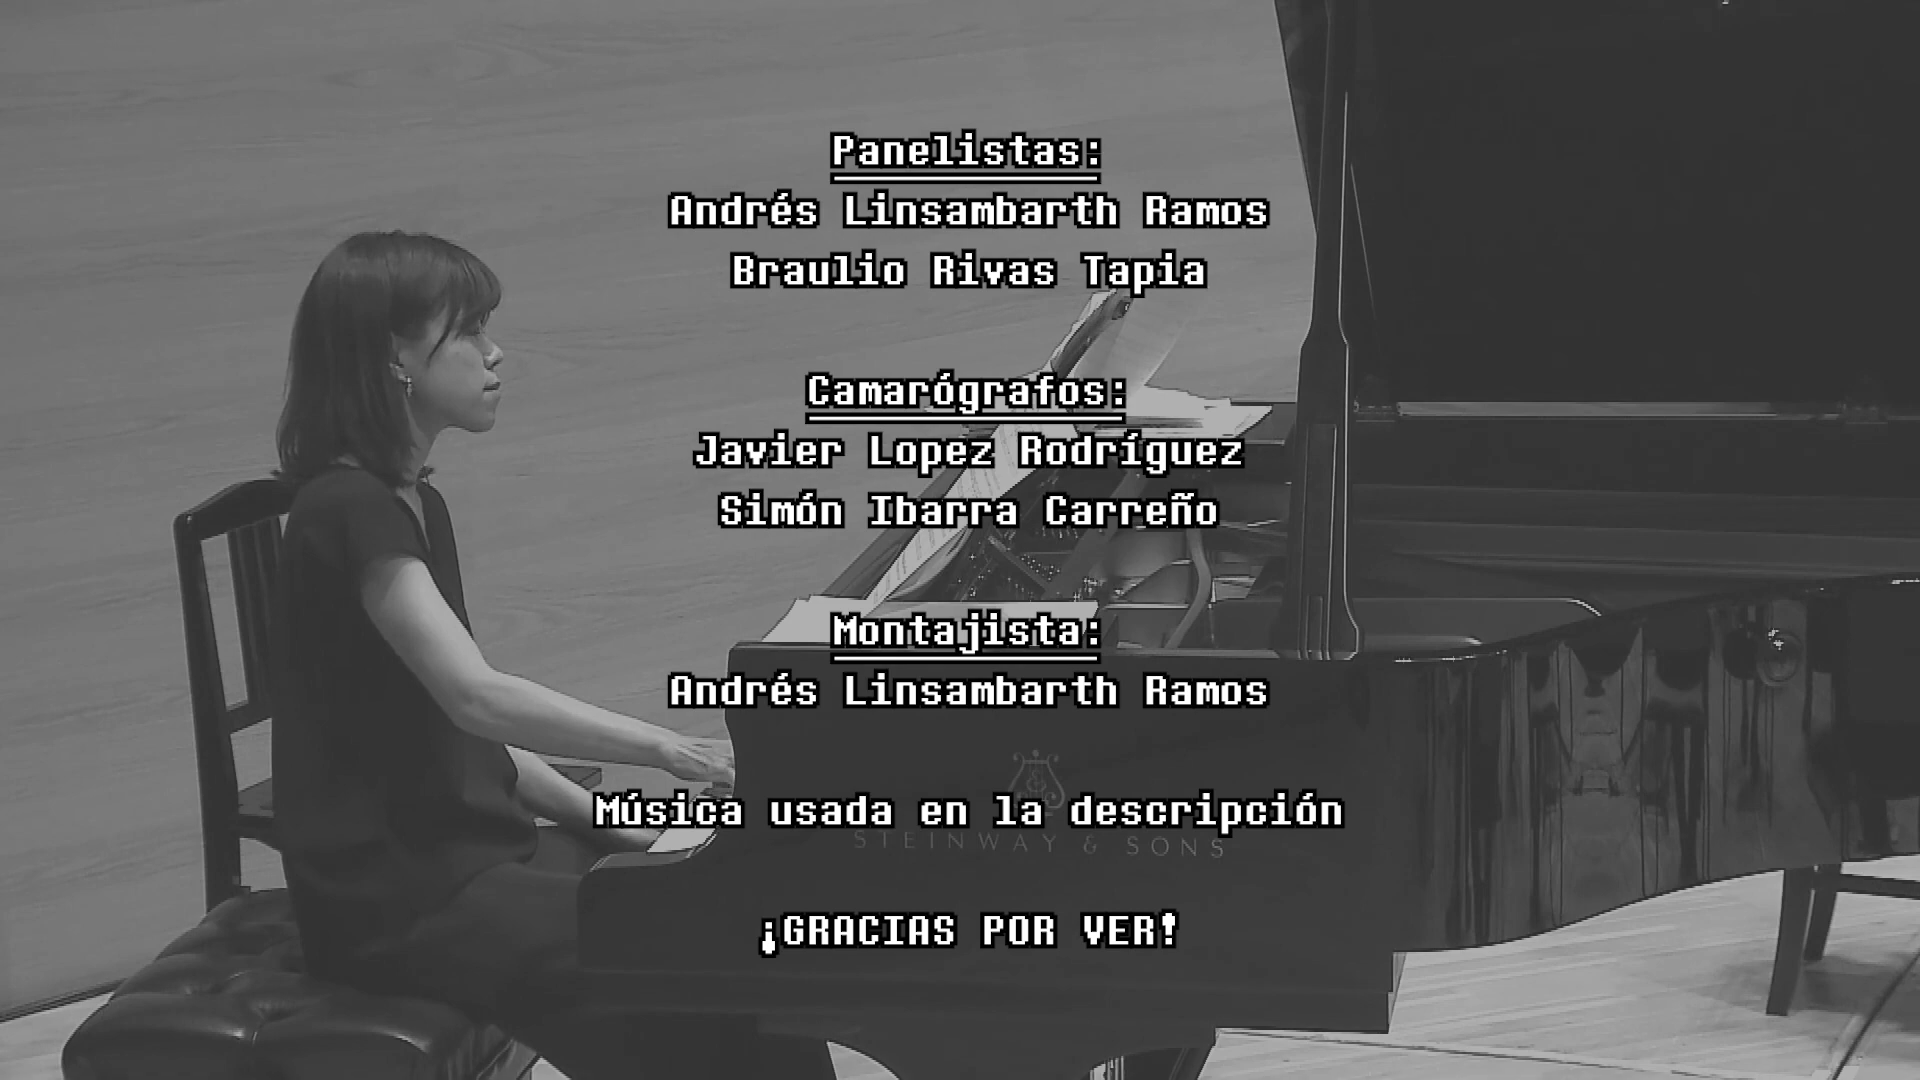 Panelistas:
Andrés Linsambarth Ramos
Braulio Rivas Tapia
Camarógrafos:
Javier Lopez Rodríguez
Simón Ibarra Carreño
Montajista:
Andrés Linsambarth Ramos
Música usada en la descripción
STEINWAY & SONS
¡GRACIAS POR VER!